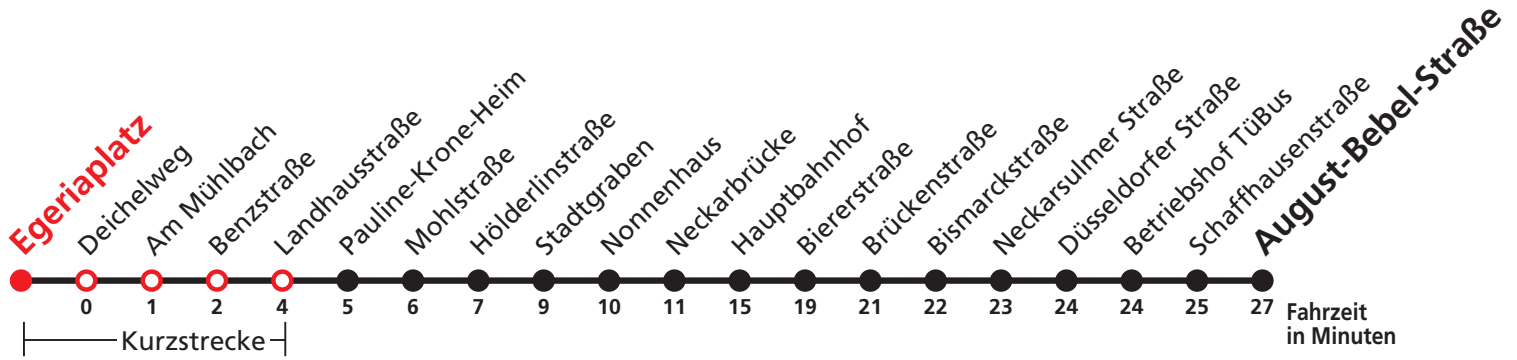 Egeriaplatz
Deichelweg
Am Mühlbach
Benzstraße
Landhausstraße
Pauline-Krone-Heim
Mohlstraße
Hölderlinstraße
Stadtgraben
Nonnenhaus
Neckarbrücke
Hauptbahnhof
Biererstraße
Brückenstraße
Bismarckstraße
Neckarsulmer Straße
Düsseldorfer Straße
Betriebshof TüBus
Schaffhausenstraße
August-Bebel-Straße
0 1 2 4 5 6 7 9 10 11 15 19 21 22 23 24 24 25 27
Fahrzeit
in Minuten
Kurzstrecke